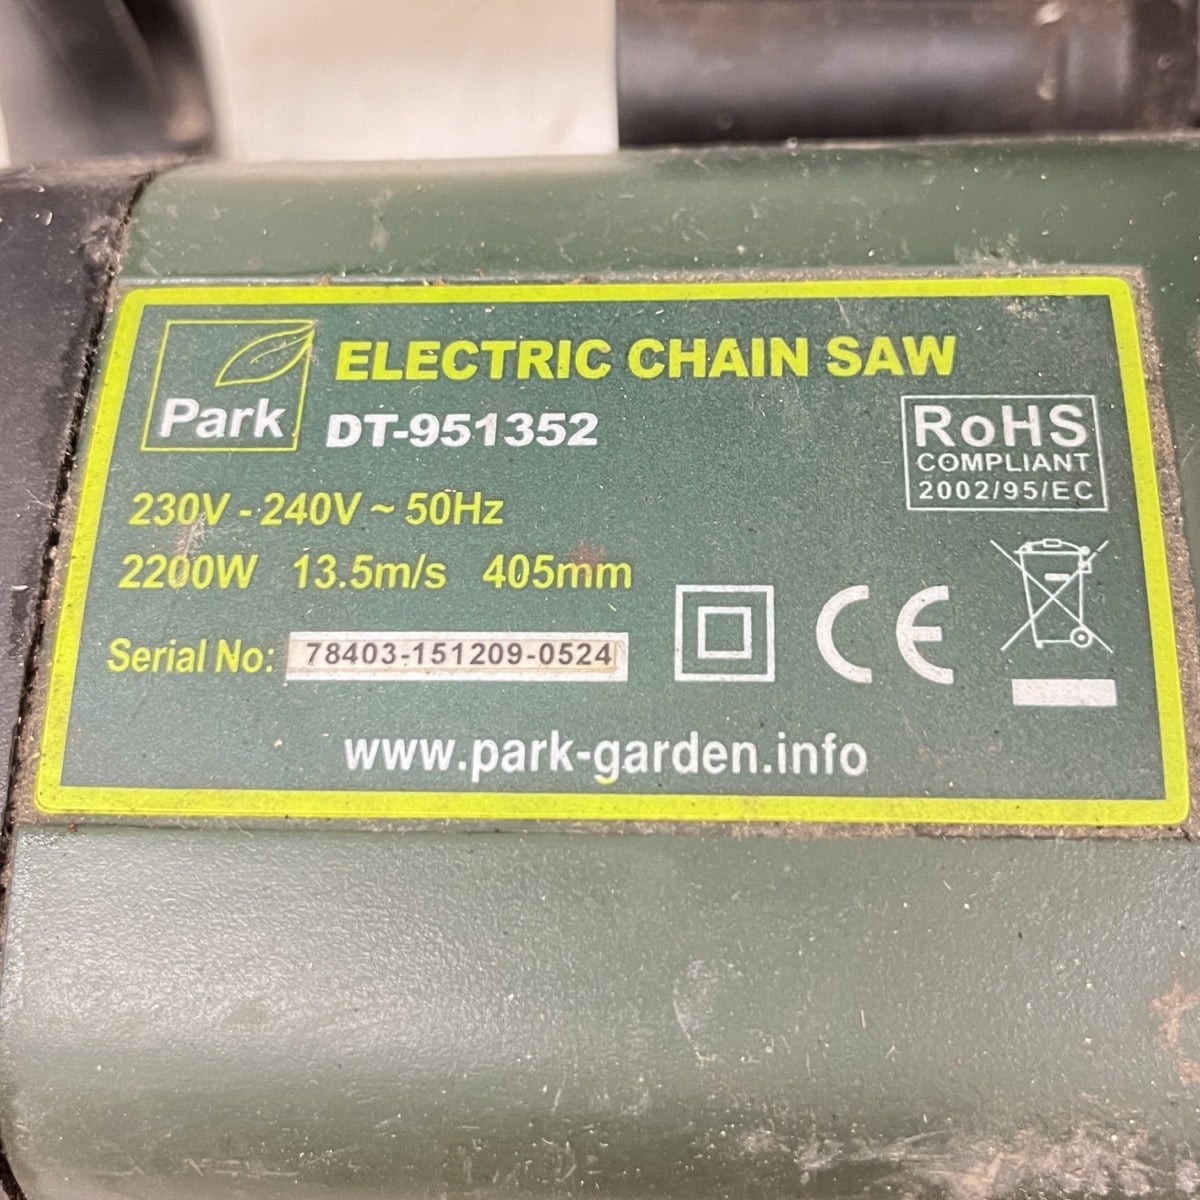 Park
ELECTRIC CHAIN SAW
DT-951352
RoHS
COMPLIANT
2002/95/EC
230V - 240V ~ 50Hz
2200W 13.5m/s 405mm
Serial No: 78403-151209-0524
CE
www.park-garden.info